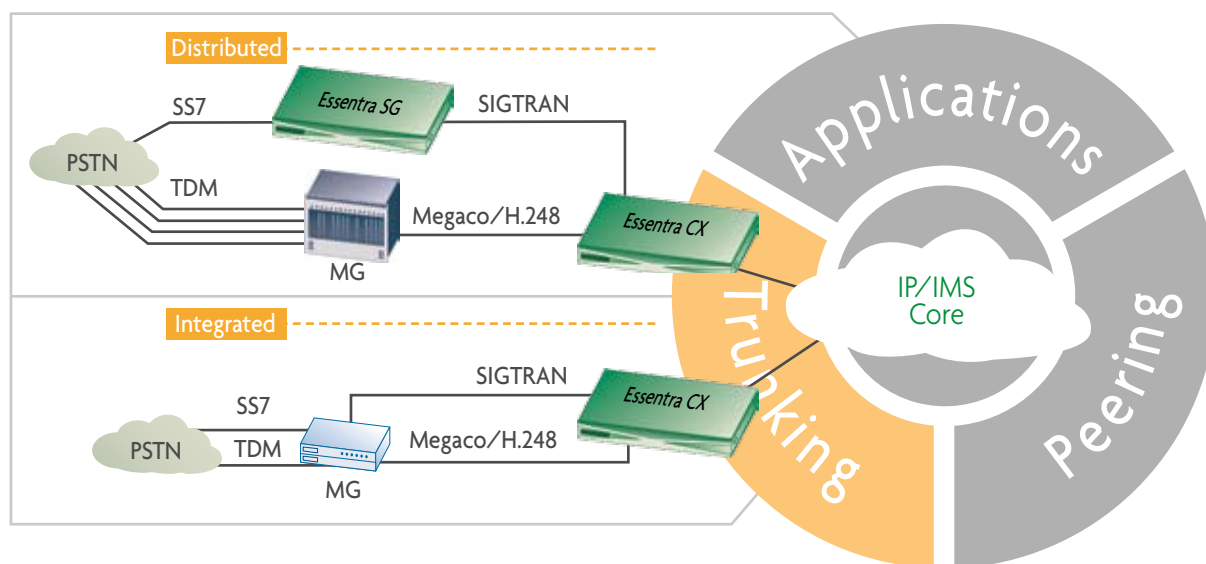 Distributed
SS7
Essentra SG
SIGTRAN
PSTN
TDM
Megaco/H.248
Essentra CX
MG
Integrated
SIGTRAN
Essentra CX
SS7
PSTN
TDM
Megaco/H.248
MG
Applications
Trunking
Peering
IP/IMS
Core